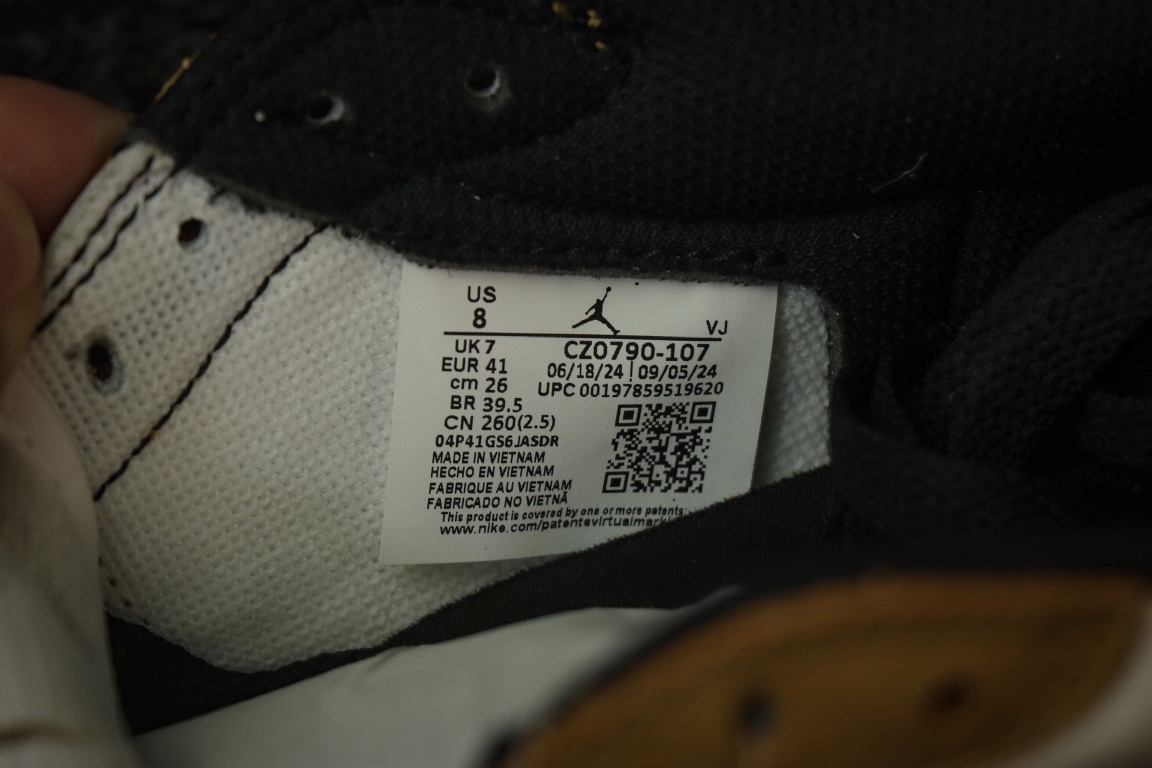 US
8
VJ
UK 7
CZ0790-107
EUR 41
06/18/24 | 09/05/24
cm 26
UPC 00197859519620
BR 39.5
CN 260(2.5)
04P41GS6JASDR
MADE IN VIETNAM
HECHO EN VIETNAM
FABRIQUE AU VIETNAM
FABRICADO NO VIETNÃ
This product is covered by one or more patents:
www.nike.com/patentsvirtualmark